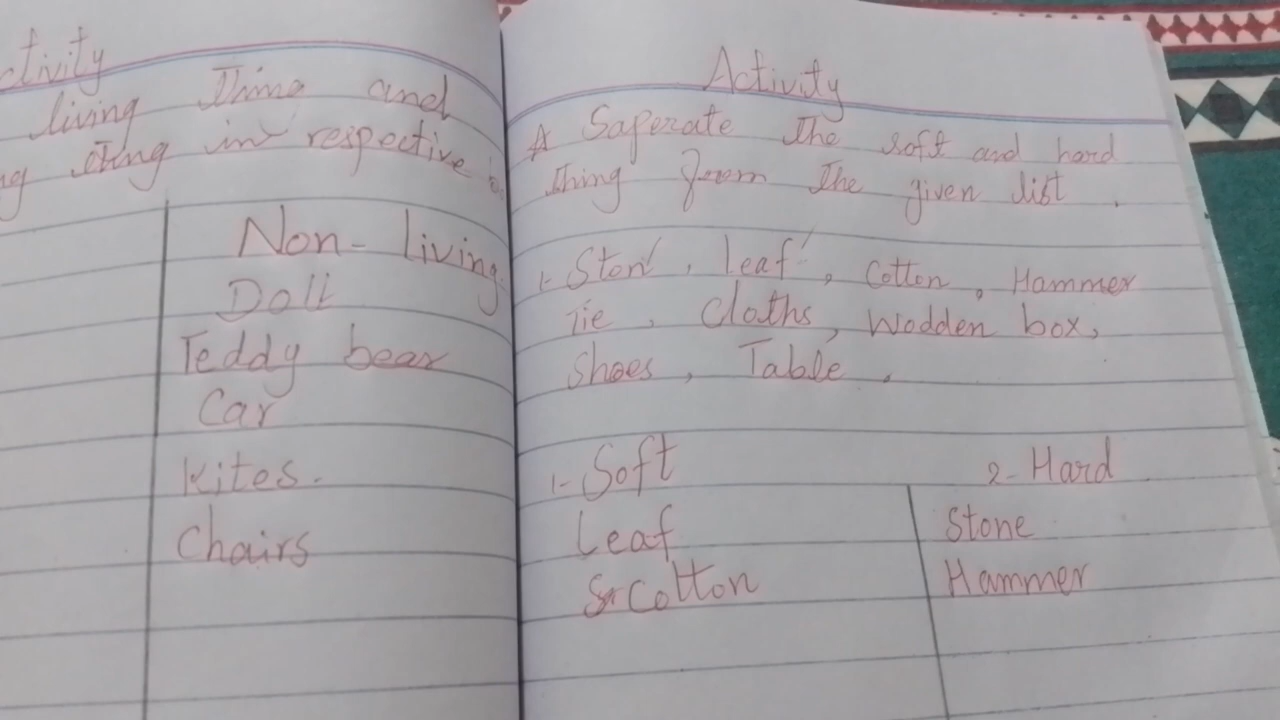 ctivity
living Thing and
ng thing in respective
Non-living
Doll
Teddy bear
Car
Kites.
Chairs
Activity
A Saperate The soft and hard
Thing from The given list .
1- Ston , leaf , Cotton , Hammer
Tie , Cloths, Wodden box,
Shoes , Table .
1- Soft 2- Hard
Leaf Stone
Cotton Hammer